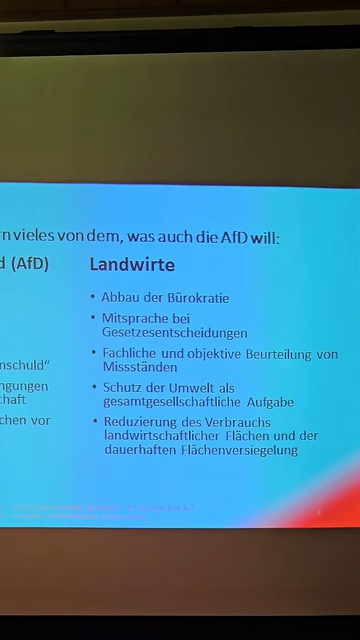 n vieles von dem, was auch die AfD will:
d (AfD)
Landwirte
• Abbau der Bürokratie
• Mitsprache bei
Gesetzesentscheidungen
• Fachliche und objektive Beurteilung von
Missständen
nschuld“
• Schutz der Umwelt als
ngungen
gesamtgesellschaftliche Aufgabe
chaft
chen vor
• Reduzierung des Verbrauchs
landwirtschaftlicher Flächen und der
dauerhaften Flächenversiegelung